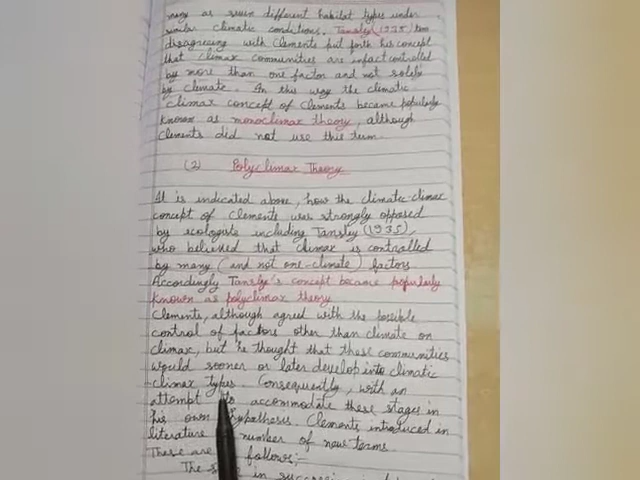 many as seven different habitat types under
similar climatic conditions. Tansley (1935) too
disagreeing with Clements put forth his concept
that climax communities are infact controlled
by more than one factor and not solely
by climate. In this way the climatic
climax concept of Clements became popularly
known as monoclimax theory, although
Clements did not use this term.
(2) Polyclimax Theory
It is indicated above, how the climatic-climax
concept of Clements was strongly opposed
by ecologists including Tansley (1935),
who believed that climax is controlled
by many (and not one-climate) factors
Accordingly Tansley's concept became popularly
known as polyclimax theory
Clements, although agreed with the possible
control of factors other than climate on
climax, but he thought that these communities
would sooner or later develop into climatic
climax types. Consequently, with an
attempt to accommodate these stages in
his own hypothesis. Clements introduced in
literature number of new terms.
These are follows;-
The in